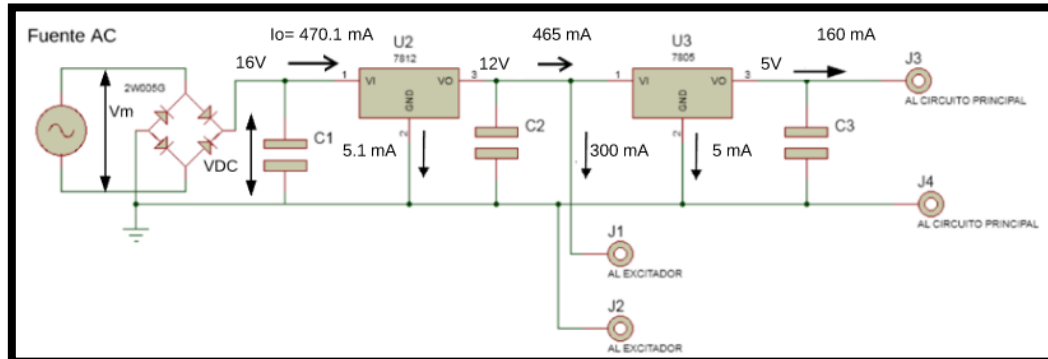 Fuente AC
Io= 470.1 mA
U2
7812
465 mA
U3
7805
160 mA
16V
12V
5V
J3
AL CIRCUITO PRINCIPAL
2W005G
Vm
1
VI
VO
3
GND
2
1
VI
VO
3
GND
2
C1
C2
C3
VDC
5.1 mA
300 mA
5 mA
J4
AL CIRCUITO PRINCIPAL
J1
AL EXCITADOR
J2
AL EXCITADOR